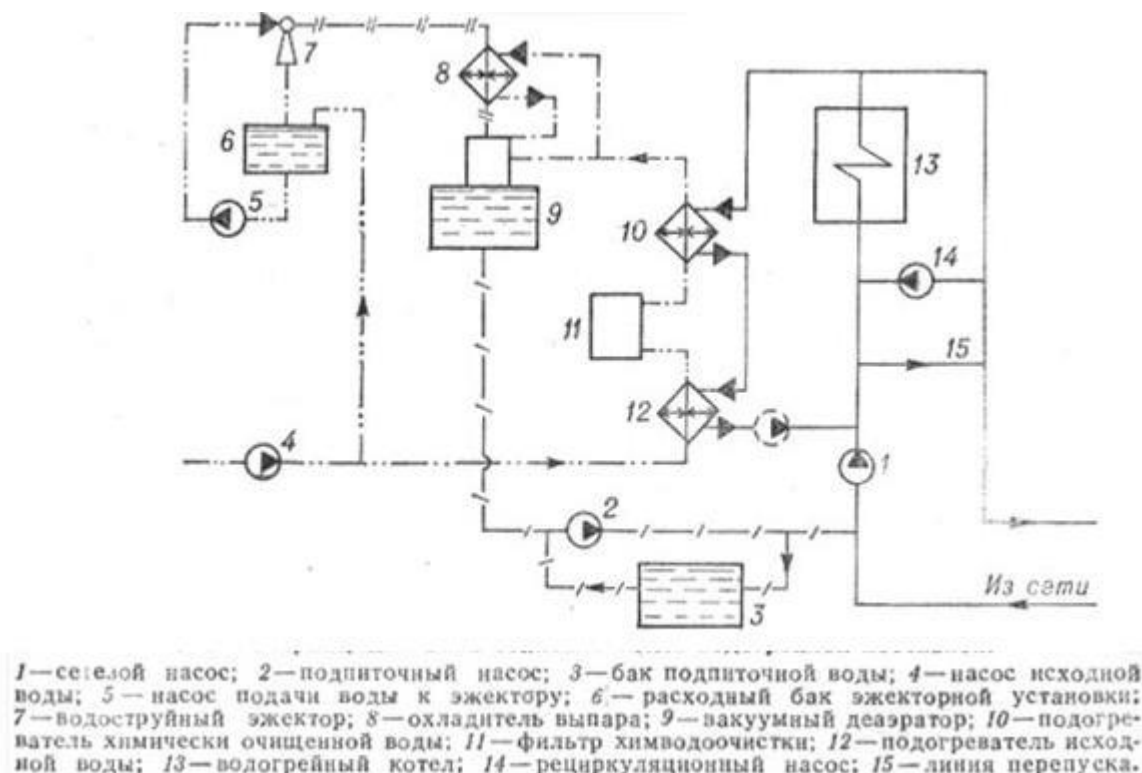 7
8
6
5
9
10
13
14
11
15
12
4
1
2
Из сети
3
1—сетевой насос; 2—подпиточный насос; 3—бак подпиточной воды; 4—насос исходной
воды; 5—насос подачи воды к эжектору; 6—расходный бак эжекторной установки;
7—водоструйный эжектор; 8—охладитель выпара; 9—вакуумный деаэратор; 10—подогре-
ватель химически очищенной воды; 11—фильтр химводоочистки; 12—подогреватель исход-
ной воды; 13—водогрейный котел; 14—рециркуляционный насос; 15—линия перепуска.